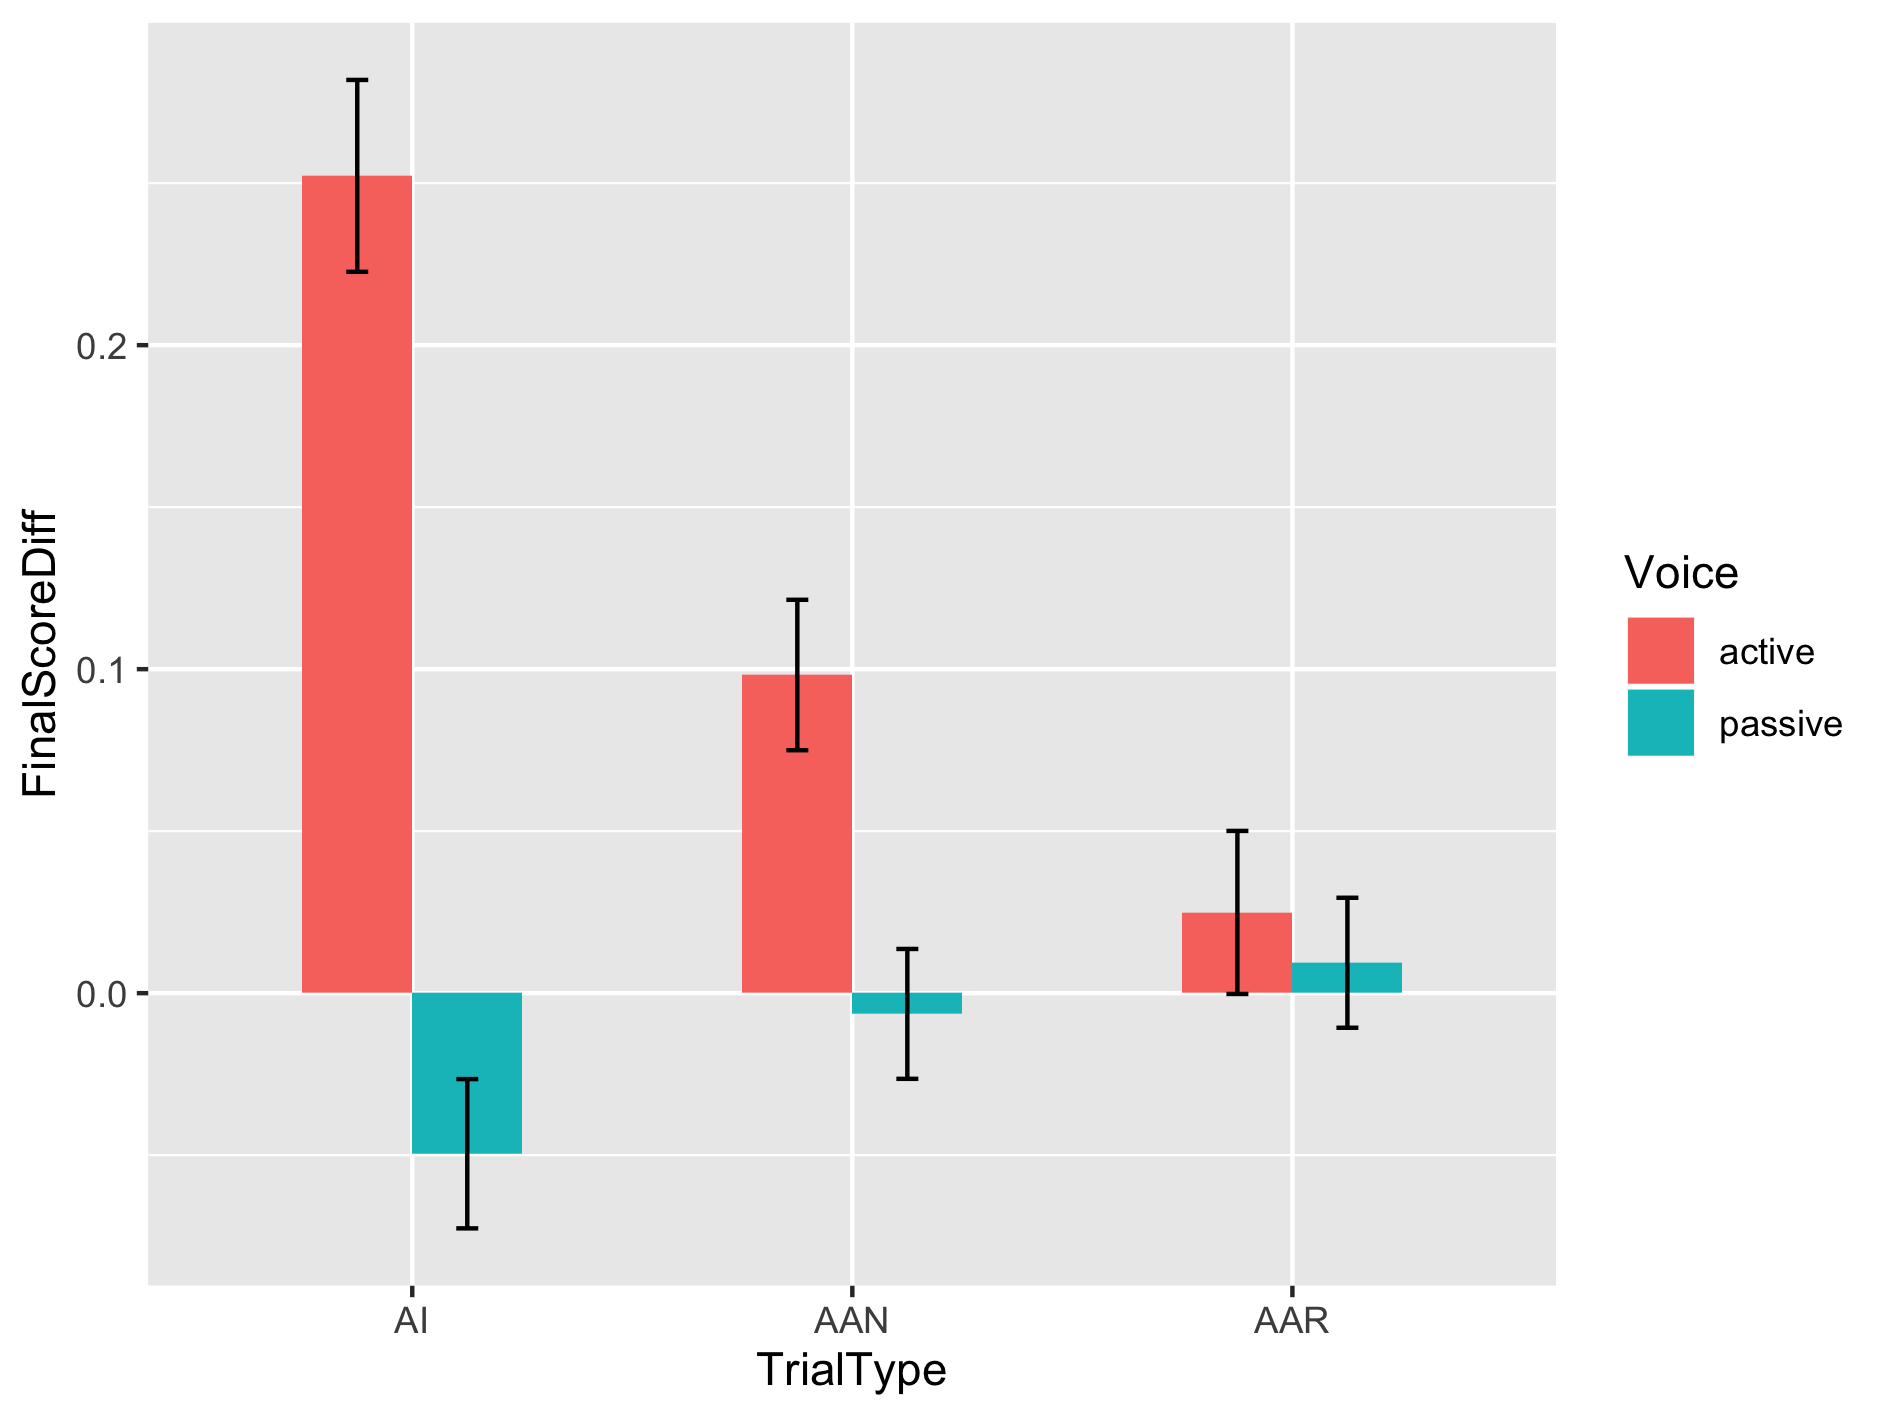 FinalScoreDiff
0.2
0.1
0.0
AI
AAN
AAR
TrialType
Voice
active
passive